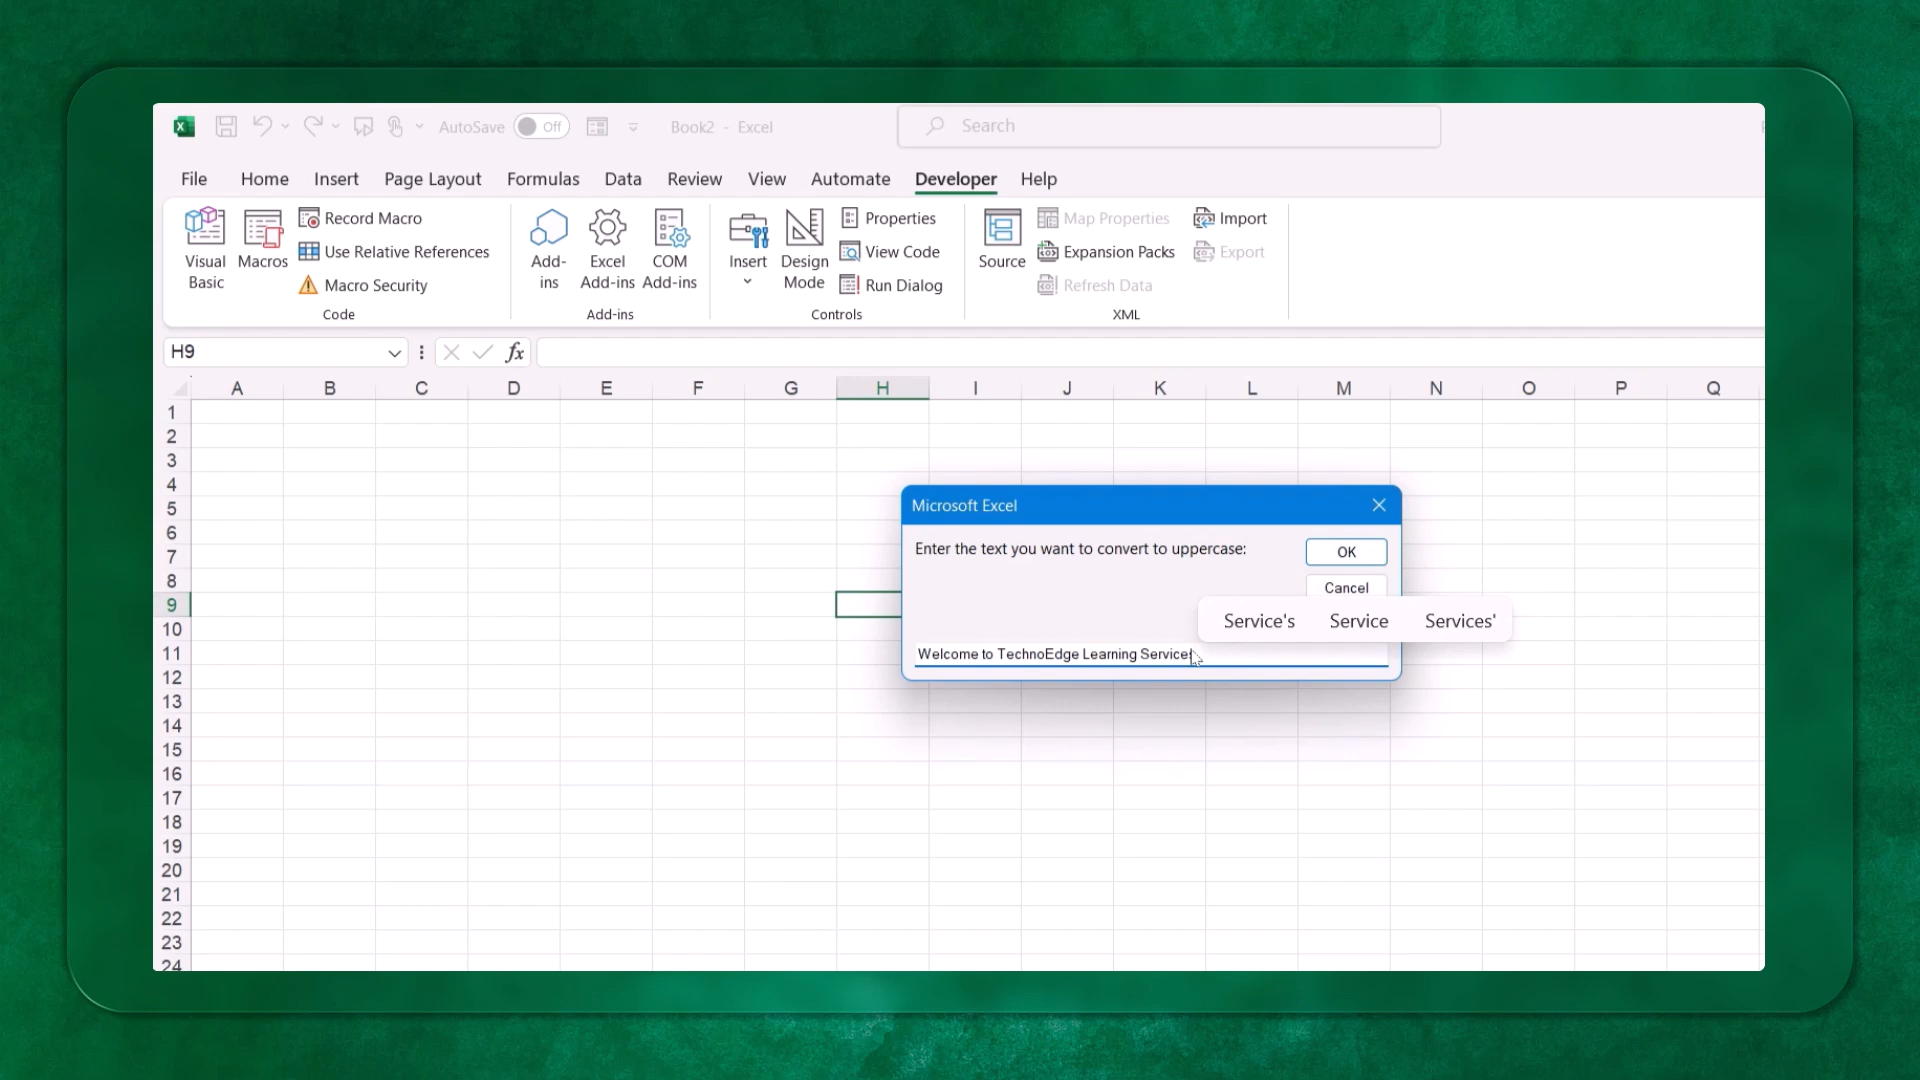 AutoSave Off Book2 - Excel Search
File Home Insert Page Layout Formulas Data Review View Automate Developer Help
Visual Basic
Macros
Record Macro
Use Relative References
Macro Security
Code
Add-ins
Excel Add-ins
COM Add-ins
Add-ins
Insert
Design Mode
Properties
View Code
Run Dialog
Controls
Source
Map Properties
Expansion Packs
Refresh Data
Import
Export
XML
H9 fx
A B C D E F G H I J K L M N O P Q
1
2
3
4
5
6
7
8
9
10
11
12
13
14
15
16
17
18
19
20
21
22
23
24
Microsoft Excel
Enter the text you want to convert to uppercase:
OK
Cancel
Service's Service Services'
Welcome to TechnoEdge Learning Services